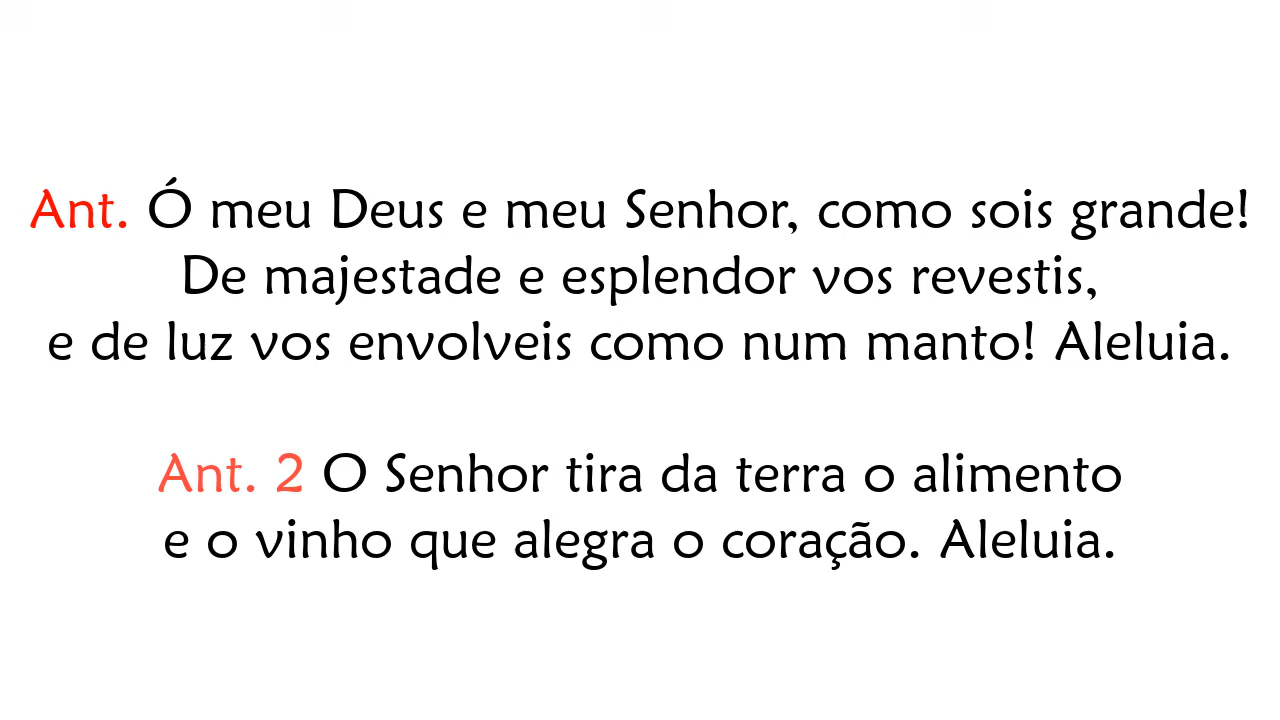 Ant. Ó meu Deus e meu Senhor, como sois grande!
De majestade e esplendor vos revestis,
e de luz vos envolveis como num manto! Aleluia.
Ant. 2 O Senhor tira da terra o alimento
e o vinho que alegra o coração. Aleluia.